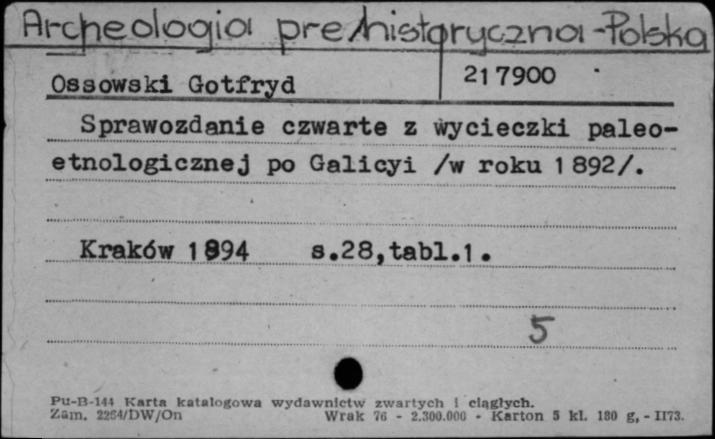 Archeologia pre/historyczna-Polska
Ossowski Gotfryd 217900
Sprawozdanie czwarte z wycieczki paleo-
etnologicznej po Galicyi /w roku 1892/.
Kraków 1894 s.28,tabl.1.
5
Pu-B-144 Karta katalogowa wydawnictw zwartych i ciągłych.
Zam. 2264/DW/On Wrak 76 - 2.300.000 - Karton 5 kl. 180 g, - II73.